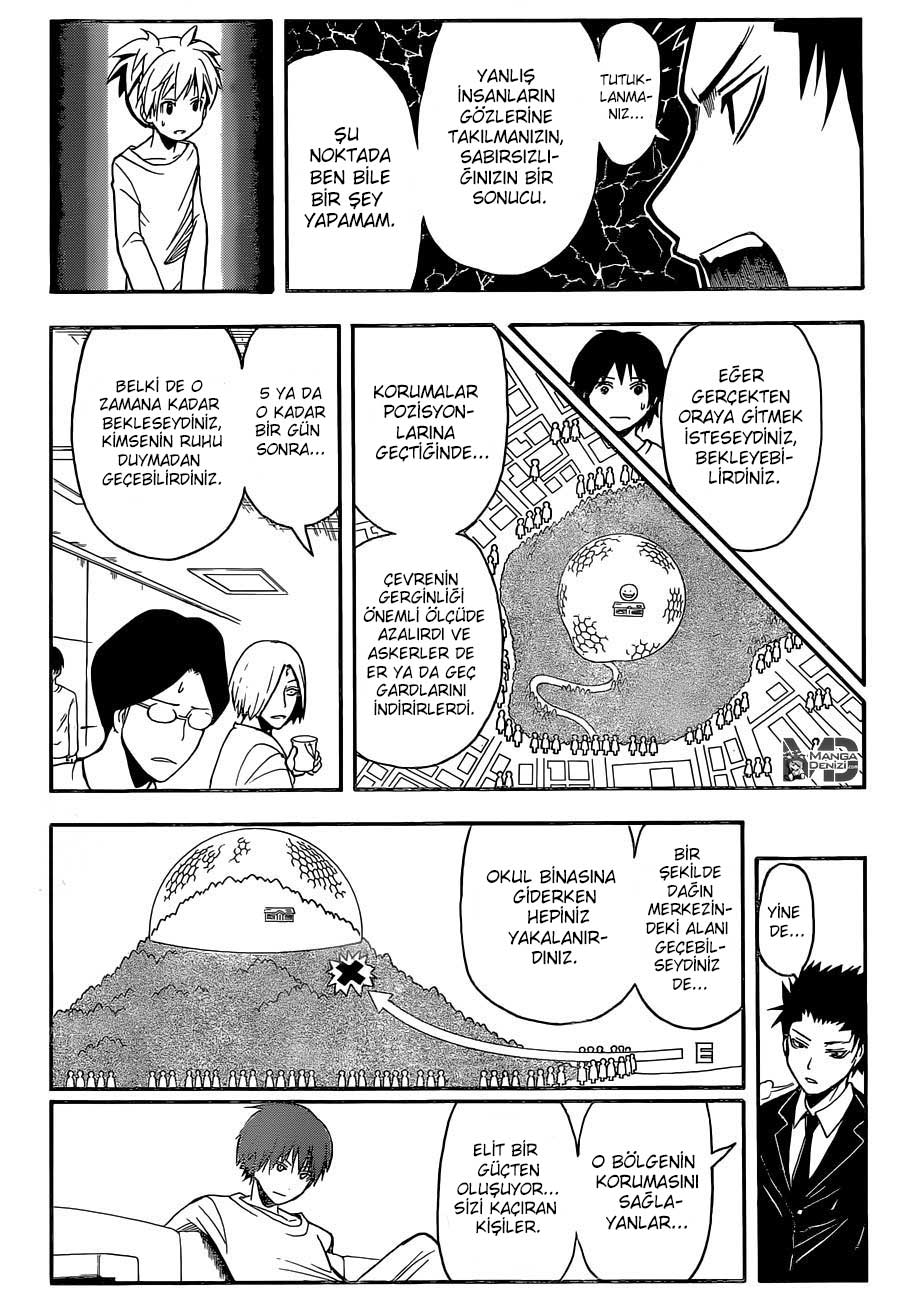 TUTUK-
LANMA-
NIZ...
YANLIŞ
İNSANLARIN
GÖZLERİNE
TAKILMANIZIN,
SABIRSIZLI-
ĞINIZIN BİR
SONUCU.
ŞU
NOKTADA
BEN BİLE
BİR ŞEY
YAPAMAM.
EĞER
GERÇEKTEN
ORAYA GİTMEK
İSTESEYDİNİZ,
BEKLEYEBİ-
LİRDİNİZ.
KORUMALAR
POZİSYON-
LARINA
GEÇTİĞİNDE...
ÇEVRENİN
GERGİNLİĞİ
ÖNEMLİ ÖLÇÜDE
AZALIRDI VE
ASKERLER DE
ER YA DA GEÇ
GARDLARINI
İNDİRİRLERDİ.
5 YA DA
O KADAR
BİR GÜN
SONRA...
BELKİ DE O
ZAMANA KADAR
BEKLESEYDİNİZ,
KİMSENİN RUHU
DUYMADAN
GEÇEBİLİRDİNİZ.
MD
MANGA
DENİZİ
YİNE
DE...
BİR
ŞEKİLDE
DAĞIN
MERKEZİN-
DEKİ ALANI
GEÇEBİL-
SEYDİNİZ
DE...
OKUL BİNASINA
GİDERKEN
HEPİNİZ
YAKALANIR-
DINIZ.
E
O BÖLGENİN
KORUMASINI
SAĞLA-
YANLAR...
ELİT BİR
GÜÇTEN
OLUŞUYOR...
SİZİ KAÇIRAN
KİŞİLER.